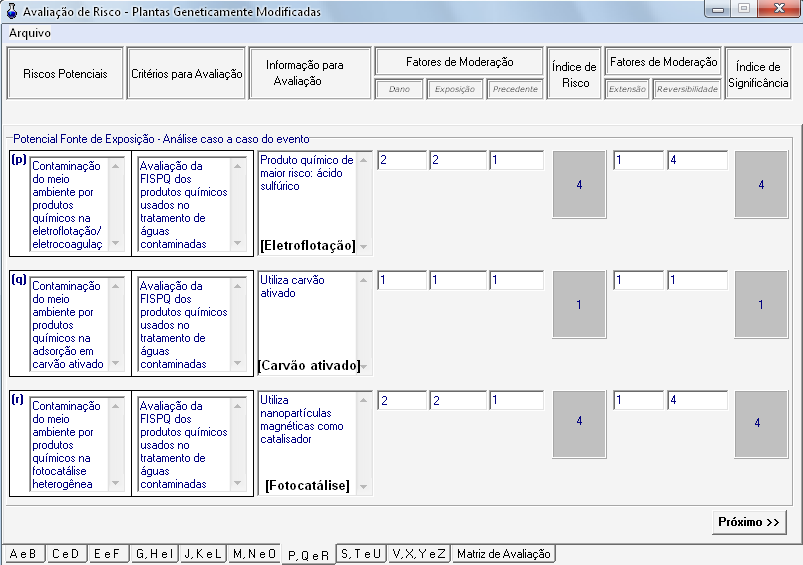 Avaliação de Risco - Plantas Geneticamente Modificadas
Arquivo
Riscos Potenciais
Critérios para Avaliação
Informação para
Avaliação
Fatores de Moderação
Dano
Exposição
Precedente
Índice de
Risco
Fatores de Moderação
Extensão
Reversibilidade
Índice de
Significância
Potencial Fonte de Exposição - Análise caso a caso do evento
(p)
Contaminação
do meio
ambiente por
produtos
químicos na
eletroflotação/
eletrocoagulaç
Avaliação da
FISPQ dos
produtos químicos
usados no
tratamento de
águas
contaminadas
Produto químico de
maior risco: ácido
sulfúrico
[Eletroflotação]
2
2
1
4
1
4
4
(q)
Contaminação
do meio
ambiente por
produtos
químicos na
adsorção em
carvão ativado
Avaliação da
FISPQ dos
produtos químicos
usados no
tratamento de
águas
contaminadas
Utiliza carvão
ativado
[Carvão ativado]
1
1
1
1
1
1
1
(r)
Contaminação
do meio
ambiente por
produtos
químicos na
fotocatálise
heterogênea
Avaliação da
FISPQ dos
produtos químicos
usados no
tratamento de
águas
contaminadas
Utiliza
nanopartículas
magnéticas como
catalisador
[Fotocatálise]
2
2
1
4
1
4
4
Próximo >>
A e B
C e D
E e F
G, H e I
J, K e L
M, N e O
P, Q e R
S, T e U
V, X, Y e Z
Matriz de Avaliação